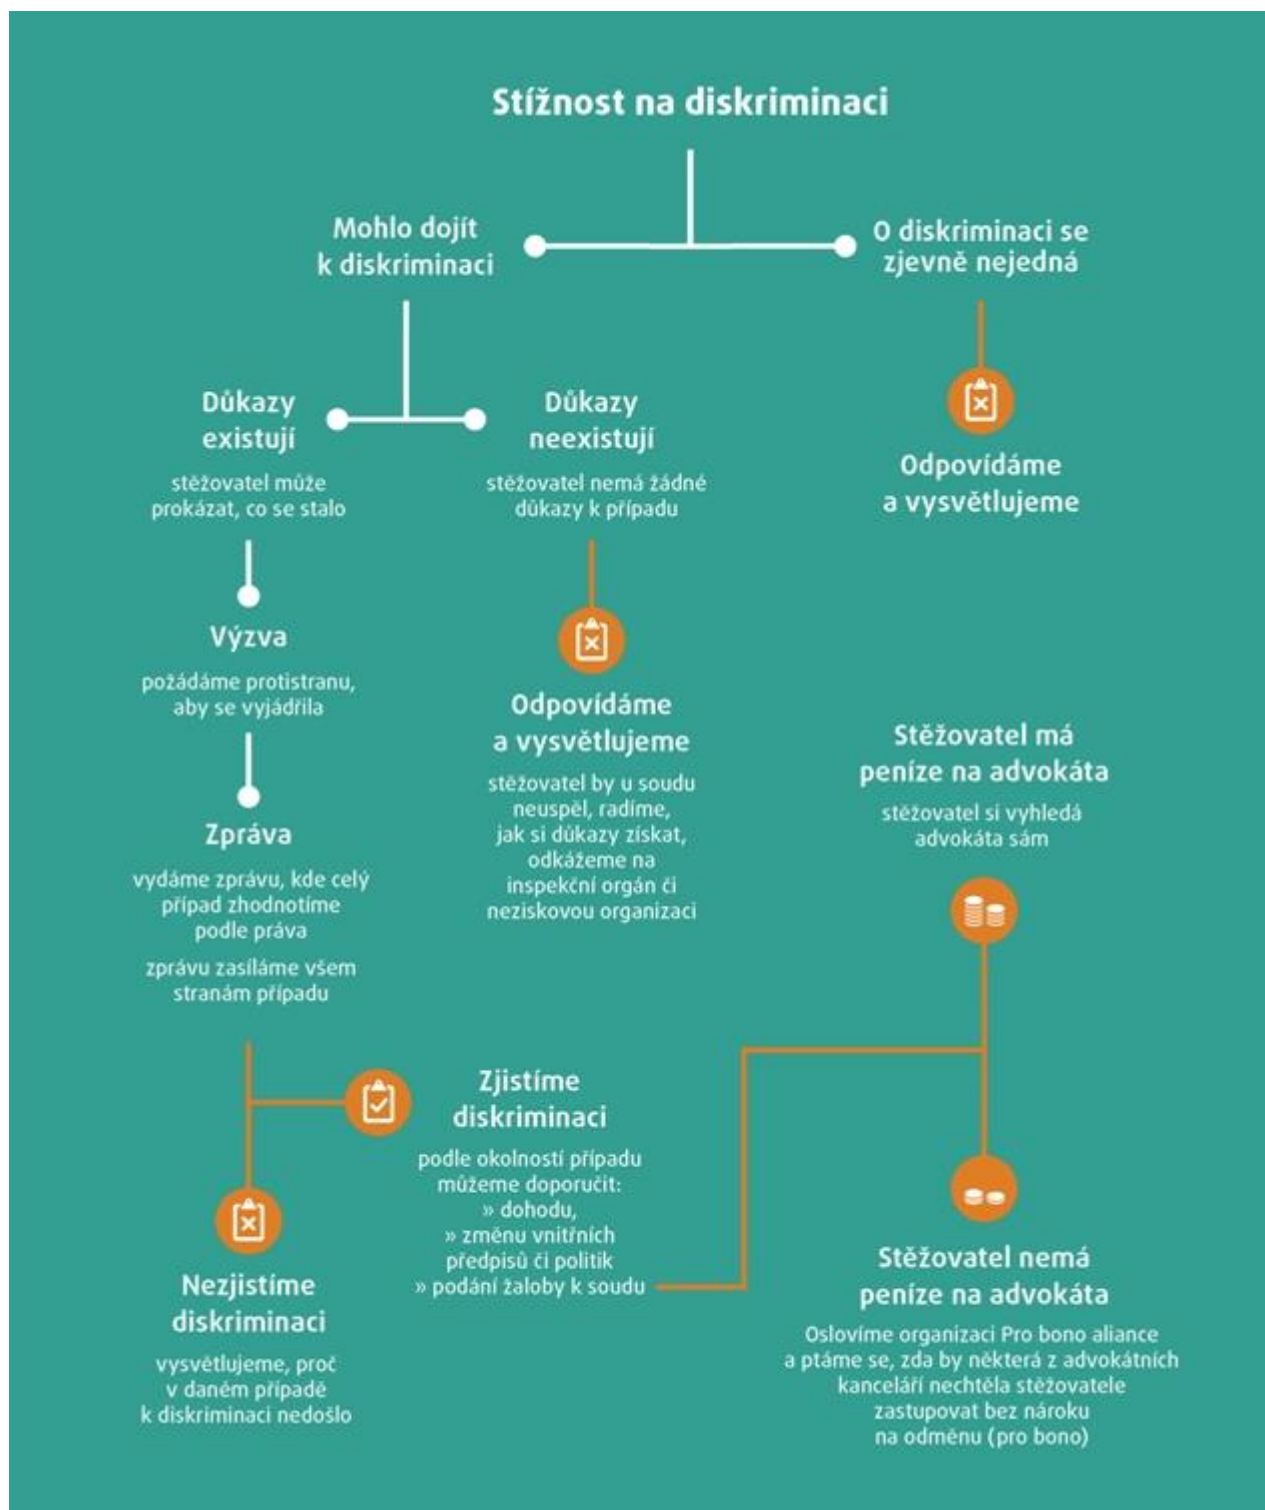 Stížnost na diskriminaci
Mohlo dojít
k diskriminaci
O diskriminaci se
zjevně nejedná
Důkazy
existují
stěžovatel může
prokázat, co se stalo
Důkazy
neexistují
stěžovatel nemá žádné
důkazy k případu
Odpovídáme
a vysvětlujeme
Výzva
požádáme protistranu,
aby se vyjádřila
Odpovídáme
a vysvětlujeme
stěžovatel by u soudu
neuspěl, radíme,
jak si důkazy získat,
odkážeme na
inspekční orgán či
neziskovou organizaci
Zpráva
vydáme zprávu, kde celý
případ zhodnotíme
podle práva
zprávu zasíláme všem
stranám případu
Zjistíme
diskriminaci
podle okolností případu
můžeme doporučit:
» dohodu,
» změnu vnitřních
předpisů či politik
» podání žaloby k soudu
Nezjistíme
diskriminaci
vysvětlujeme, proč
v daném případě
k diskriminaci nedošlo
Stěžovatel má
peníze na advokáta
stěžovatel si vyhledá
advokáta sám
Stěžovatel nemá
peníze na advokáta
Oslovíme organizaci Pro bono aliance
a ptáme se, zda by některá z advokátních
kanceláří nechtěla stěžovatele
zastupovat bez nároku
na odměnu (pro bono)